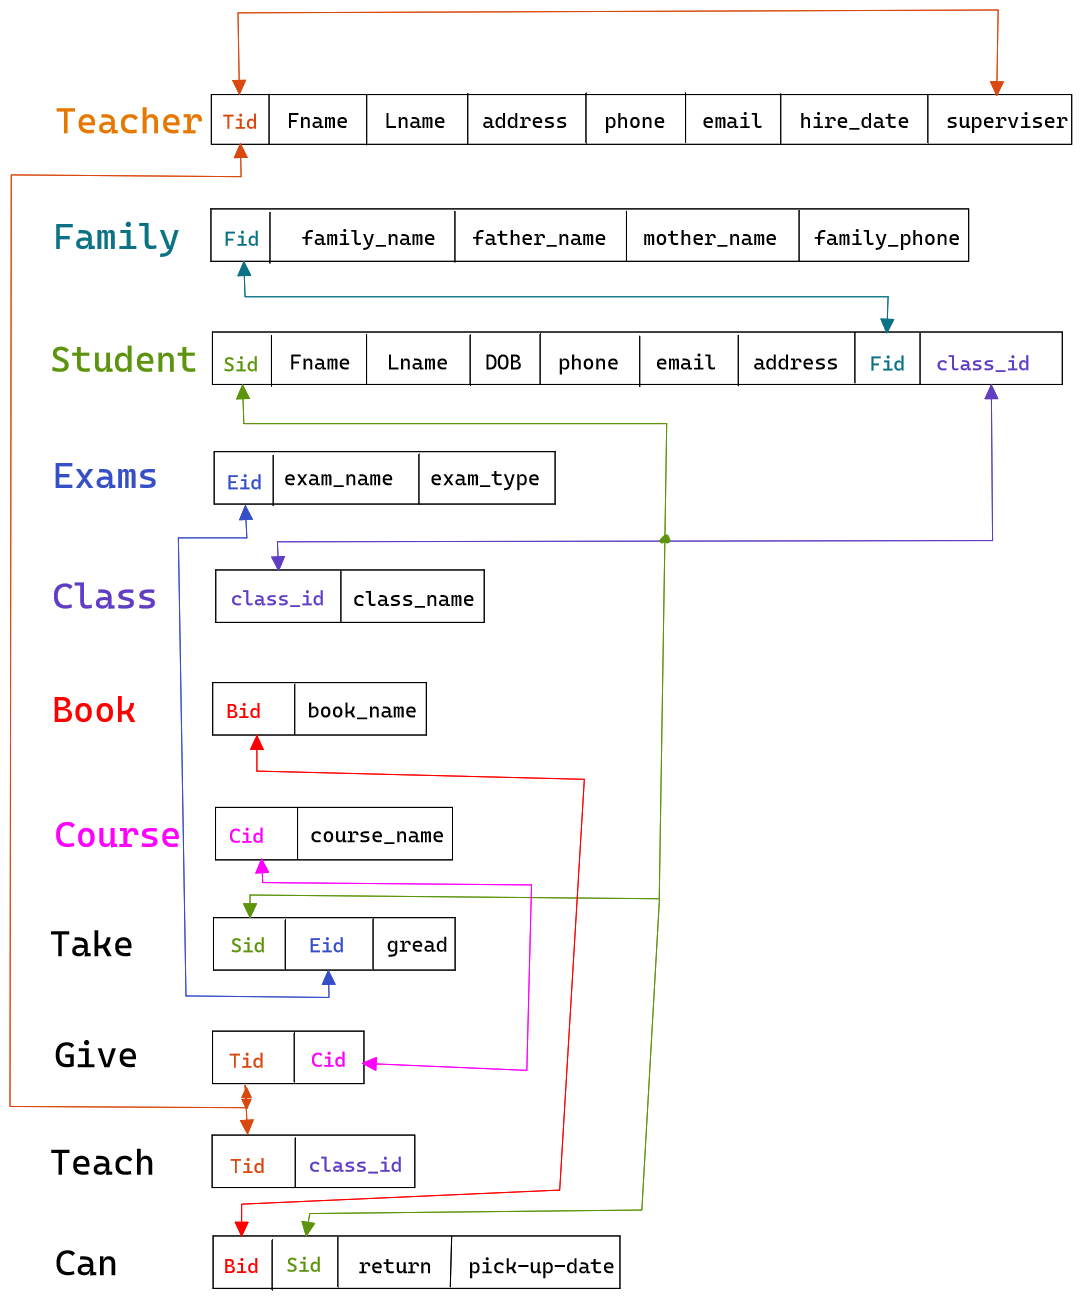 Teacher Tid Fname Lname address phone email hire_date superviser
Family Fid family_name father_name mother_name family_phone
Student Sid Fname Lname DOB phone email address Fid class_id
Exams Eid exam_name exam_type
Class class_id class_name
Book Bid book_name
Course Cid course_name
Take Sid Eid gread
Give Tid Cid
Teach Tid class_id
Can Bid Sid return pick-up-date